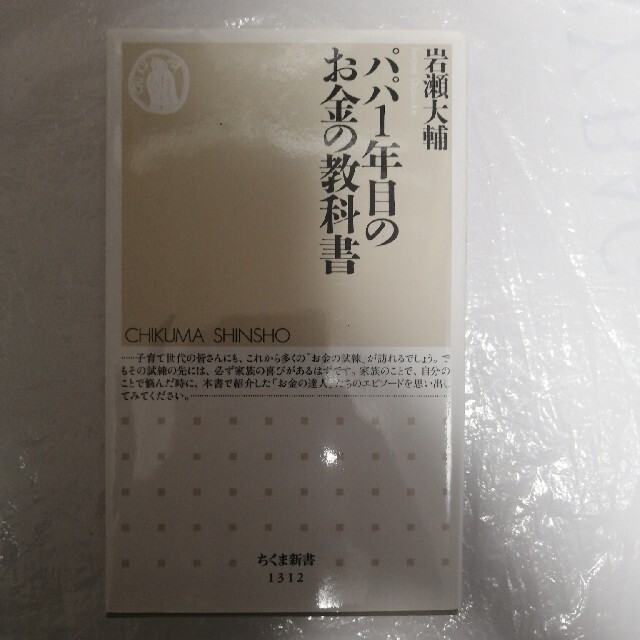 岩瀬大輔
パパ1年目の
お金の教科書
CHIKUMA SHINSHO
……子育て世代の皆さんにも、これから多くの「お金の試練」が訪れるでしょう。で
もその試練の先には、必ず家族の喜びがあるはずです。家族のことで、自分の
ことで悩んだ時に、本書で紹介した「お金の達人」たちのエピソードを思い出し
てみてください。
ちくま新書
1312